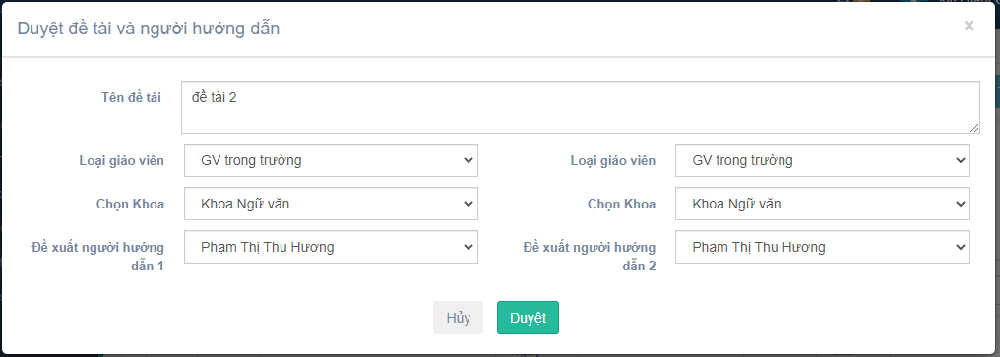 Duyệt đề tài và người hướng dẫn
×
Tên đề tài
đề tài 2
Loại giáo viên
GV trong trường
Loại giáo viên
GV trong trường
Chọn Khoa
Khoa Ngữ văn
Chọn Khoa
Khoa Ngữ văn
Đề xuất người hướng
dẫn 1
Phạm Thị Thu Hương
Đề xuất người hướng
dẫn 2
Phạm Thị Thu Hương
Hủy
Duyệt